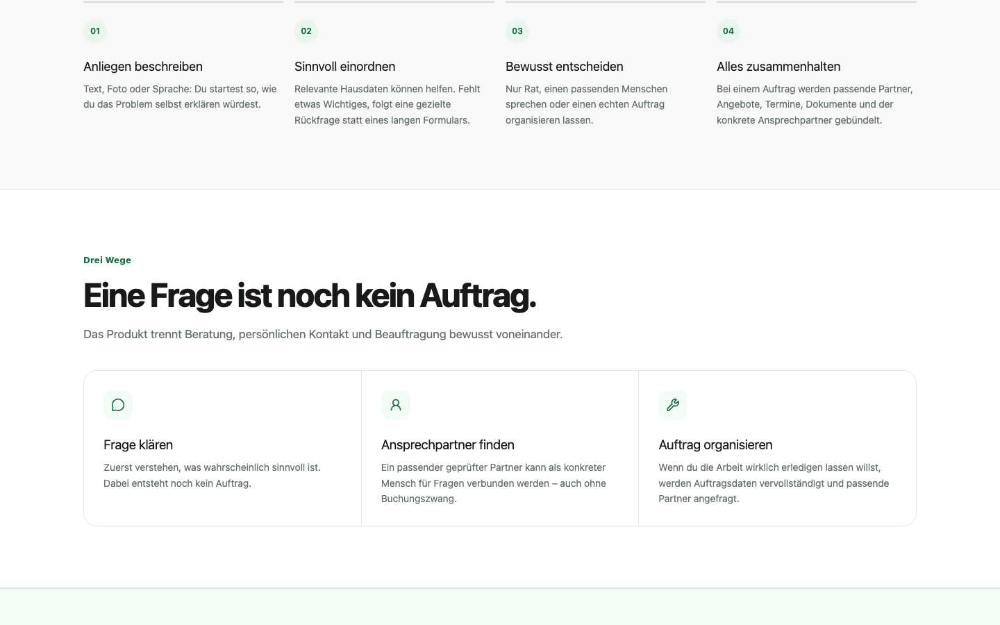 01
Anliegen beschreiben
Text, Foto oder Sprache: Du startest so, wie
du das Problem selbst erklären würdest.
02
Sinnvoll einordnen
Relevante Hausdaten können helfen. Fehlt
etwas Wichtiges, folgt eine gezielte
Rückfrage statt eines langen Formulars.
03
Bewusst entscheiden
Nur Rat, einen passenden Menschen
sprechen oder einen echten Auftrag
organisieren lassen.
04
Alles zusammenhalten
Bei einem Auftrag werden passende Partner,
Angebote, Termine, Dokumente und der
konkrete Ansprechpartner gebündelt.
Drei Wege
Eine Frage ist noch kein Auftrag.
Das Produkt trennt Beratung, persönlichen Kontakt und Beauftragung bewusst voneinander.
Frage klären
Zuerst verstehen, was wahrscheinlich sinnvoll ist.
Dabei entsteht noch kein Auftrag.
Ansprechpartner finden
Ein passender geprüfter Partner kann als konkreter
Mensch für Fragen verbunden werden – auch ohne
Buchungszwang.
Auftrag organisieren
Wenn du die Arbeit wirklich erledigen lassen willst,
werden Auftragsdaten vervollständigt und passende
Partner angefragt.